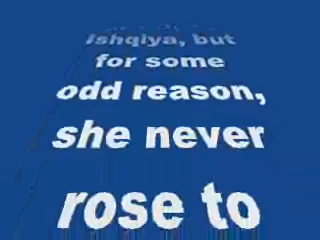 Ishqiya, but
for some
odd reason,
she never
rose to